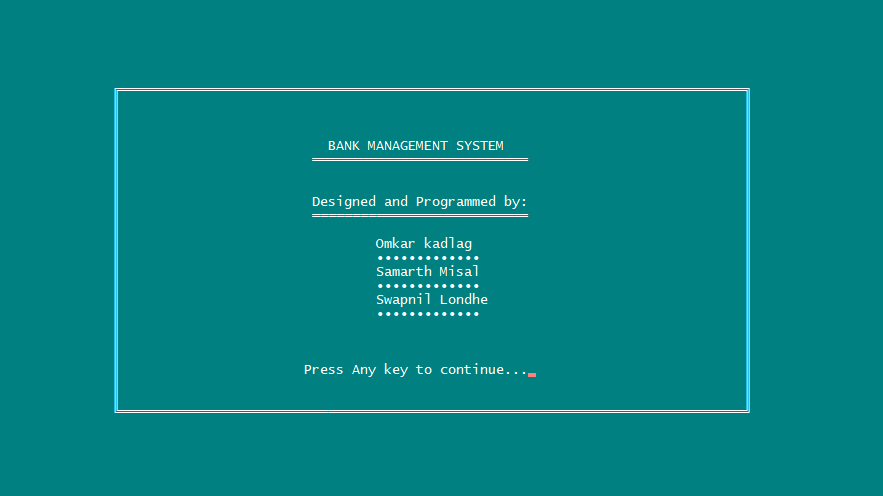 BANK MANAGEMENT SYSTEM
Designed and Programmed by:
Omkar kadlag
Samarth Misal
Swapnil Londhe
Press Any key to continue...